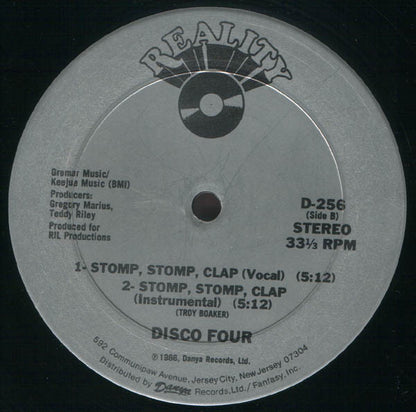 REALITY
Gremar Music/
Keejue Music (BMI)
Producers:
Gregory Marius,
Teddy Riley
Produced for
RIL Productions
D-256
(Side B)
STEREO
33⅓ RPM
1- STOMP, STOMP, CLAP (Vocal) (5:12)
2- STOMP, STOMP, CLAP
(Instrumental) (5:12)
(TROY BOAKER)
DISCO FOUR
℗ 1986, Danya Records, Ltd.
592 Communipaw Avenue, Jersey City, New Jersey 07304
Distributed by Danya Records, Ltd./Fantasy, Inc.